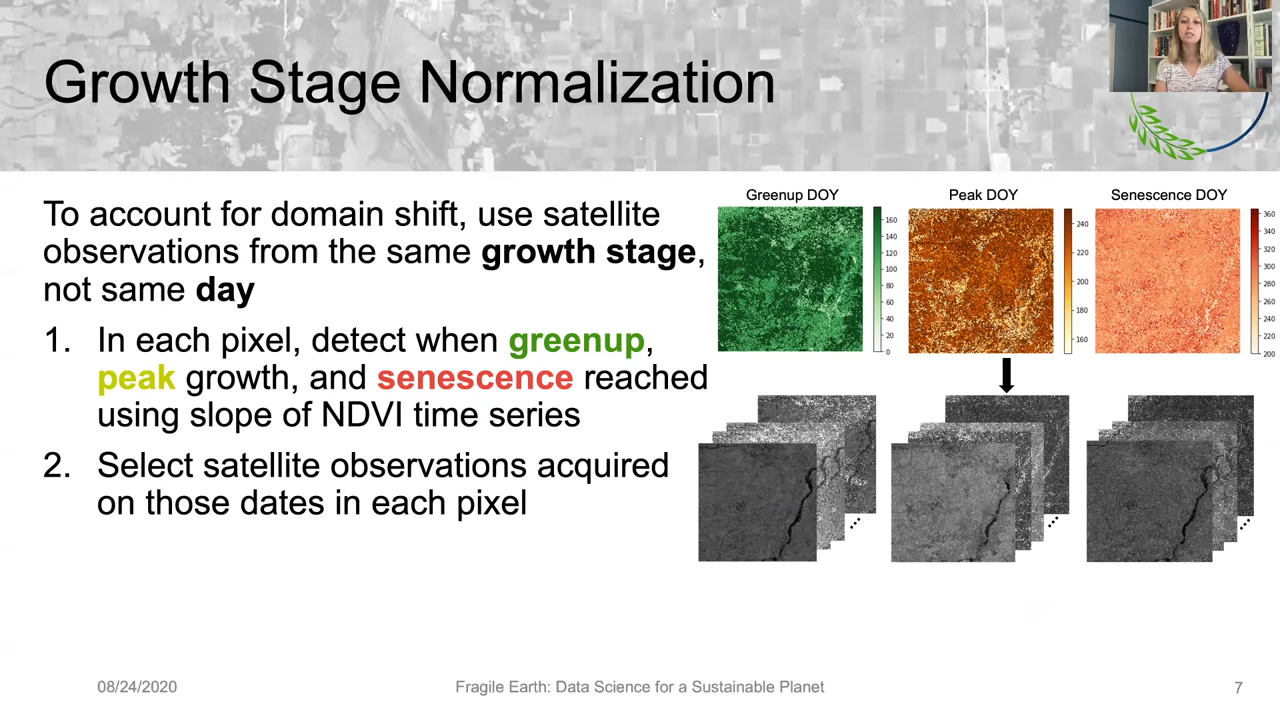 Growth Stage Normalization
To account for domain shift, use satellite
observations from the same growth stage,
not same day
1. In each pixel, detect when greenup,
peak growth, and senescence reached
using slope of NDVI time series
2. Select satellite observations acquired
on those dates in each pixel
Greenup DOY
160
140
120
100
80
60
40
20
0
Peak DOY
240
220
200
180
160
Senescence DOY
360
340
320
300
280
260
240
220
200
08/24/2020
Fragile Earth: Data Science for a Sustainable Planet
7